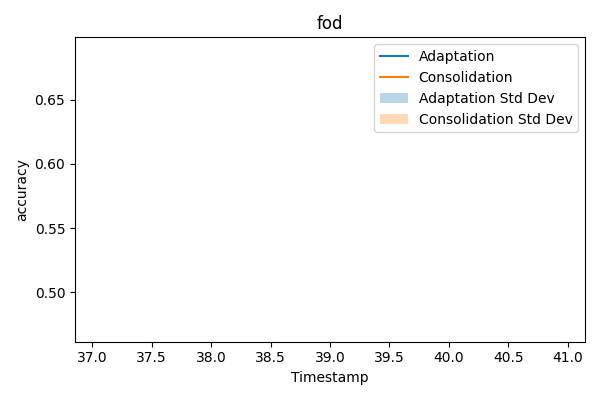 fod
Adaptation
Consolidation
Adaptation Std Dev
Consolidation Std Dev
accuracy
0.65
0.60
0.55
0.50
37.0 37.5 38.0 38.5 39.0 39.5 40.0 40.5 41.0
Timestamp